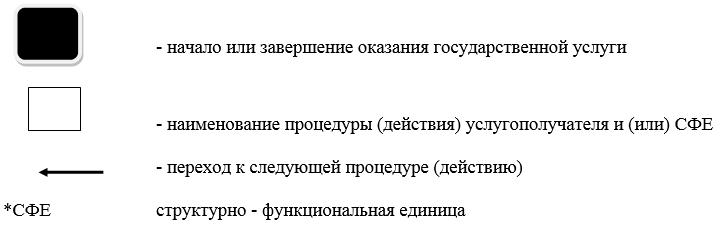 - начало или завершение оказания государственной услуги
- наименование процедуры (действия) услугополучателя и (или) СФЕ
- переход к следующей процедуре (действию)
*СФЕ структурно - функциональная единица